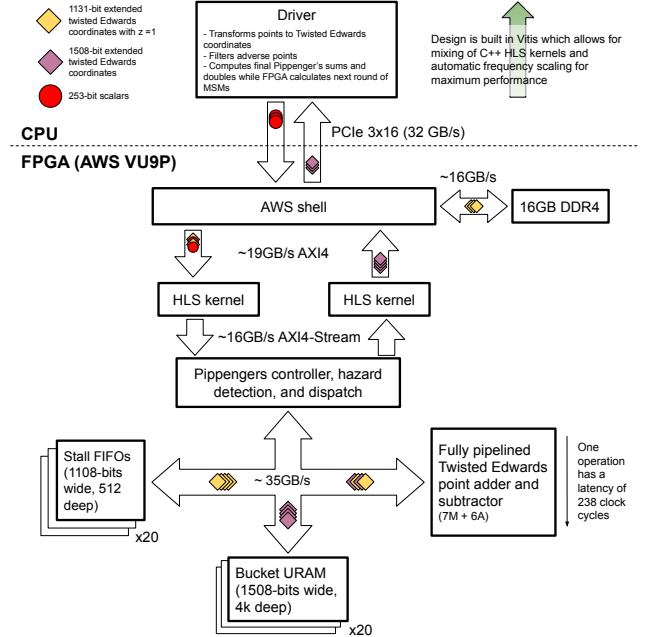 1131-bit extended
twisted Edwards
coordinates with z =1
1508-bit extended
twisted Edwards
coordinates
253-bit scalars
Driver
- Transforms points to Twisted Edwards
coordinates
- Filters adverse points
- Computes final Pippenger's sums and
doubles while FPGA calculates next round of
MSMs
Design is built in Vitis which allows for
mixing of C++ HLS kernels and
automatic frequency scaling for
maximum performance
CPU
PCIe 3x16 (32 GB/s)
FPGA (AWS VU9P)
AWS shell
~16GB/s
16GB DDR4
~19GB/s AXI4
HLS kernel
HLS kernel
~16GB/s AXI4-Stream
Pippengers controller, hazard
detection, and dispatch
Stall FIFOs
(1108-bits
wide, 512
deep)
x20
~ 35GB/s
Fully pipelined
Twisted Edwards
point adder and
subtractor
(7M + 6A)
One
operation
has a
latency of
238 clock
cycles
Bucket URAM
(1508-bits wide,
4k deep)
x20